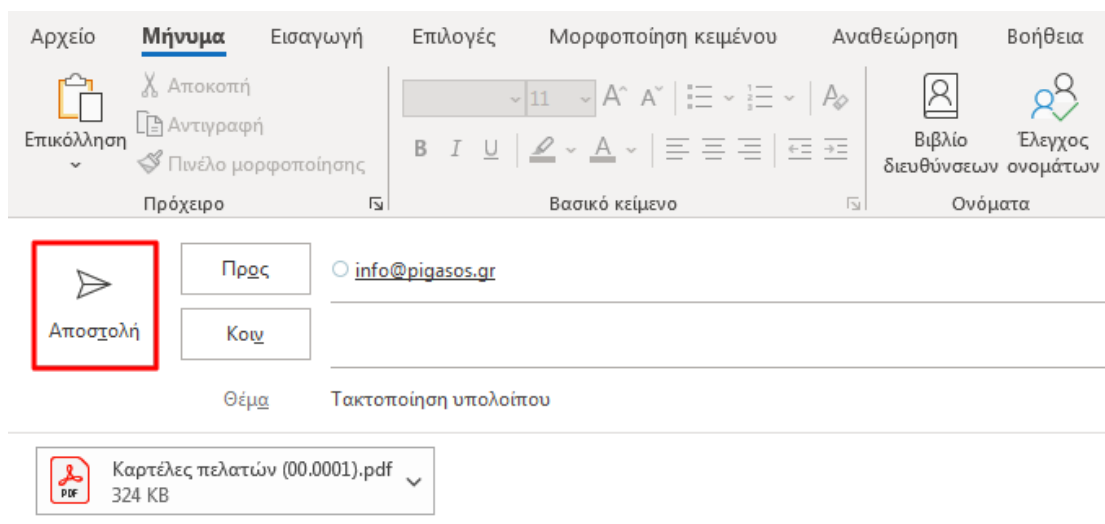 Αρχείο Μήνυμα Εισαγωγή Επιλογές Μορφοποίηση κειμένου Αναθεώρηση Βοήθεια
Επικόλληση
Αποκοπή
Αντιγραφή
Πινέλο μορφοποίησης
Πρόχειρο
11 A A A
B I U A
Βασικό κείμενο
Βιβλίο
διευθύνσεων
Έλεγχος
ονομάτων
Ονόματα
Αποστολή
Προς info@pigasos.gr
Κοιν
Θέμα Τακτοποίηση υπολοίπου
PDF
Καρτέλες πελατών (00.0001).pdf
324 KB